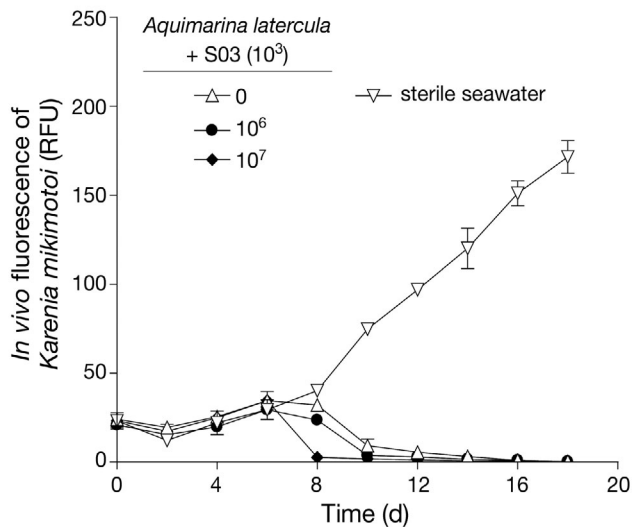 250
200
150
100
50
0
In vivo fluorescence of
Karenia mikimotoi (RFU)
Aquimarina latercula
+ S03 (10³)
0
10⁶
10⁷
sterile seawater
0 4 8 12 16 20
Time (d)